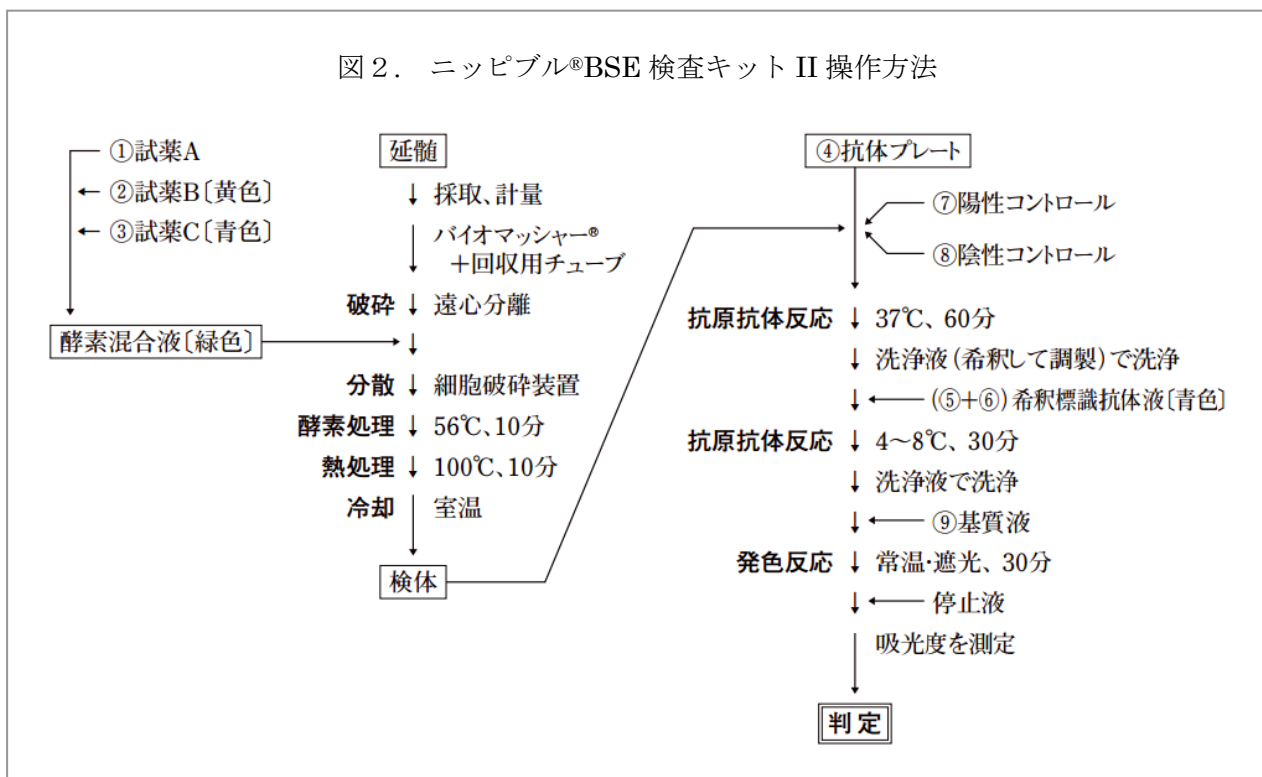 図２． ニッピブル®BSE 検査キット II 操作方法
①試薬A
②試薬B〔黄色〕
③試薬C〔青色〕
酵素混合液〔緑色〕
延髄
採取、計量
バイオマッシャー®
＋回収用チューブ
破砕 遠心分離
分散 細胞破砕装置
酵素処理 56℃、10分
熱処理 100℃、10分
冷却 室温
検体
④抗体プレート
⑦陽性コントロール
⑧陰性コントロール
抗原抗体反応 37℃、60分
洗浄液（希釈して調製）で洗浄
（⑤＋⑥）希釈標識抗体液〔青色〕
抗原抗体反応 4〜8℃、30分
洗浄液で洗浄
⑨基質液
発色反応 常温・遮光、30分
停止液
吸光度を測定
判定